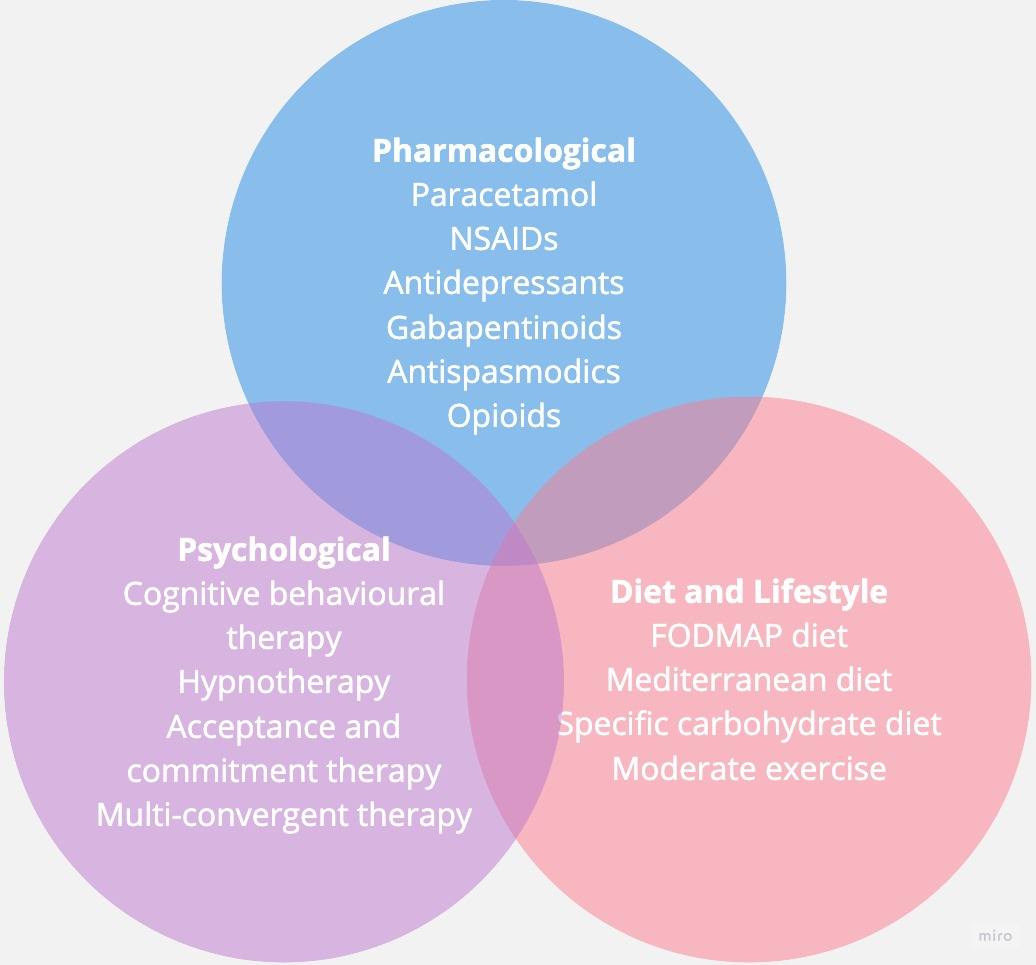 Pharmacological
Paracetamol
NSAIDs
Antidepressants
Gabapentinoids
Antispasmodics
Opioids
Psychological
Cognitive behavioural
therapy
Hypnotherapy
Acceptance and
commitment therapy
Multi-convergent therapy
Diet and Lifestyle
FODMAP diet
Mediterranean diet
Specific carbohydrate diet
Moderate exercise
miro